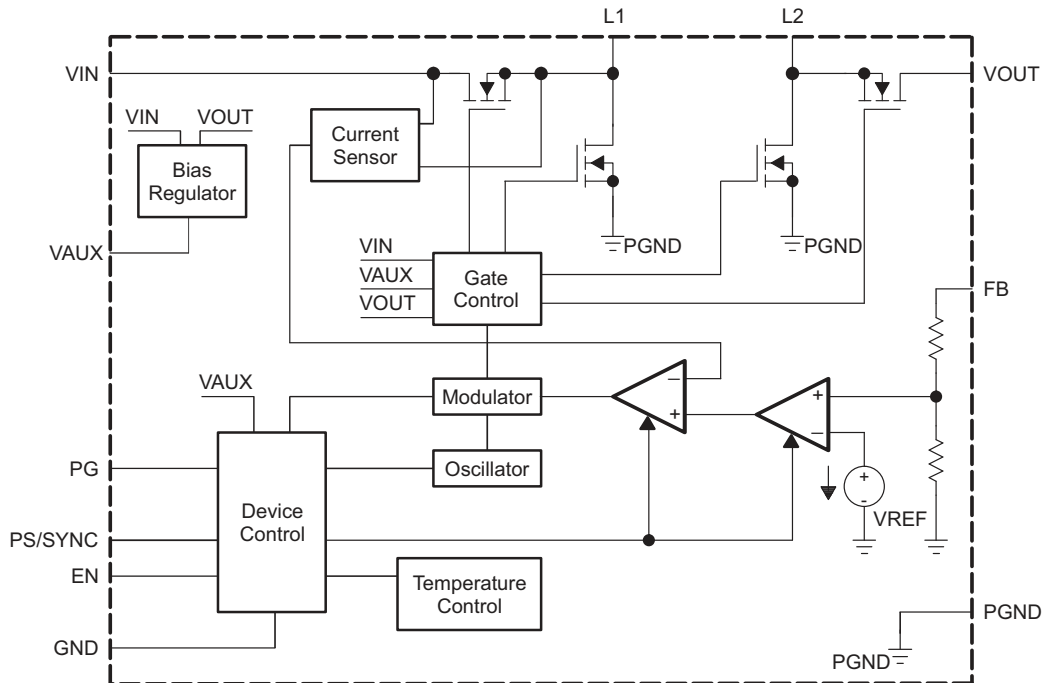 L1
L2
VIN
VOUT
VIN
VOUT
Current
Sensor
Bias
Regulator
VAUX
PGND
PGND
VIN
VAUX
VOUT
Gate
Control
FB
VAUX
Modulator
−
+
+
−
PG
Oscillator
Device
Control
+
-
VREF
PS/SYNC
EN
Temperature
Control
GND
PGND
PGND